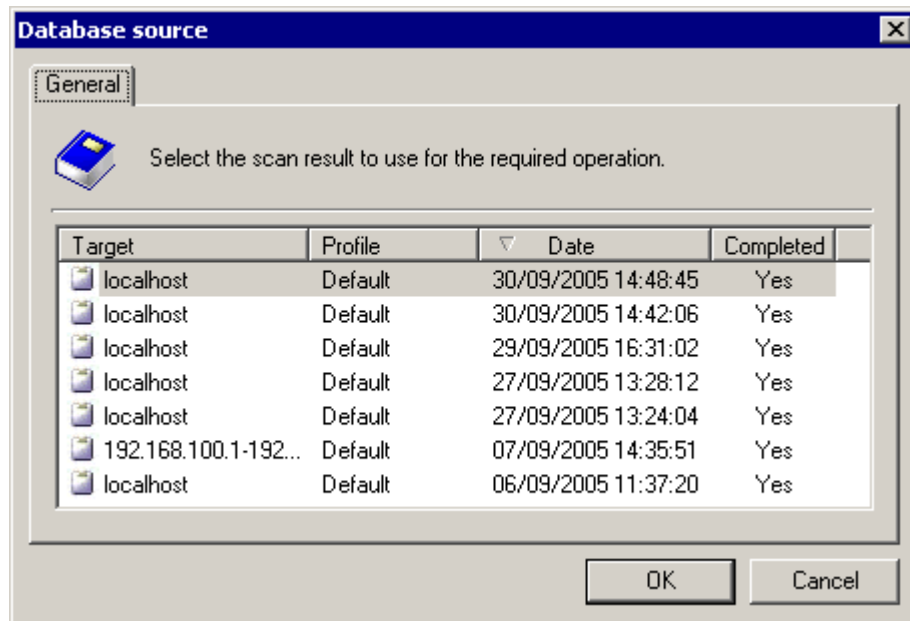 Database source
General
Select the scan result to use for the required operation.
Target Profile Date Completed
localhost Default 30/09/2005 14:48:45 Yes
localhost Default 30/09/2005 14:42:06 Yes
localhost Default 29/09/2005 16:31:02 Yes
localhost Default 27/09/2005 13:28:12 Yes
localhost Default 27/09/2005 13:24:04 Yes
192.168.100.1-192... Default 07/09/2005 14:35:51 Yes
localhost Default 06/09/2005 11:37:20 Yes
OK Cancel